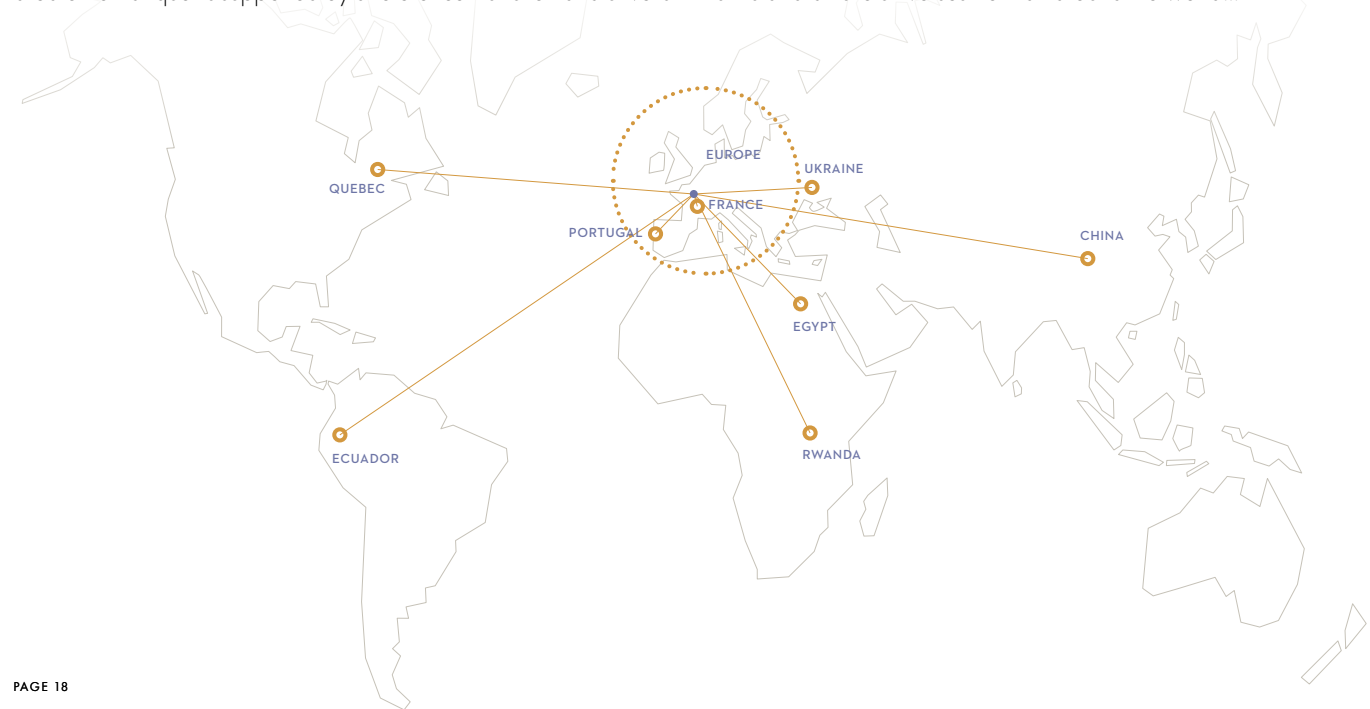 EUROPE
UKRAINE
QUEBEC
FRANCE
PORTUGAL
CHINA
EGYPT
RWANDA
ECUADOR
PAGE 18